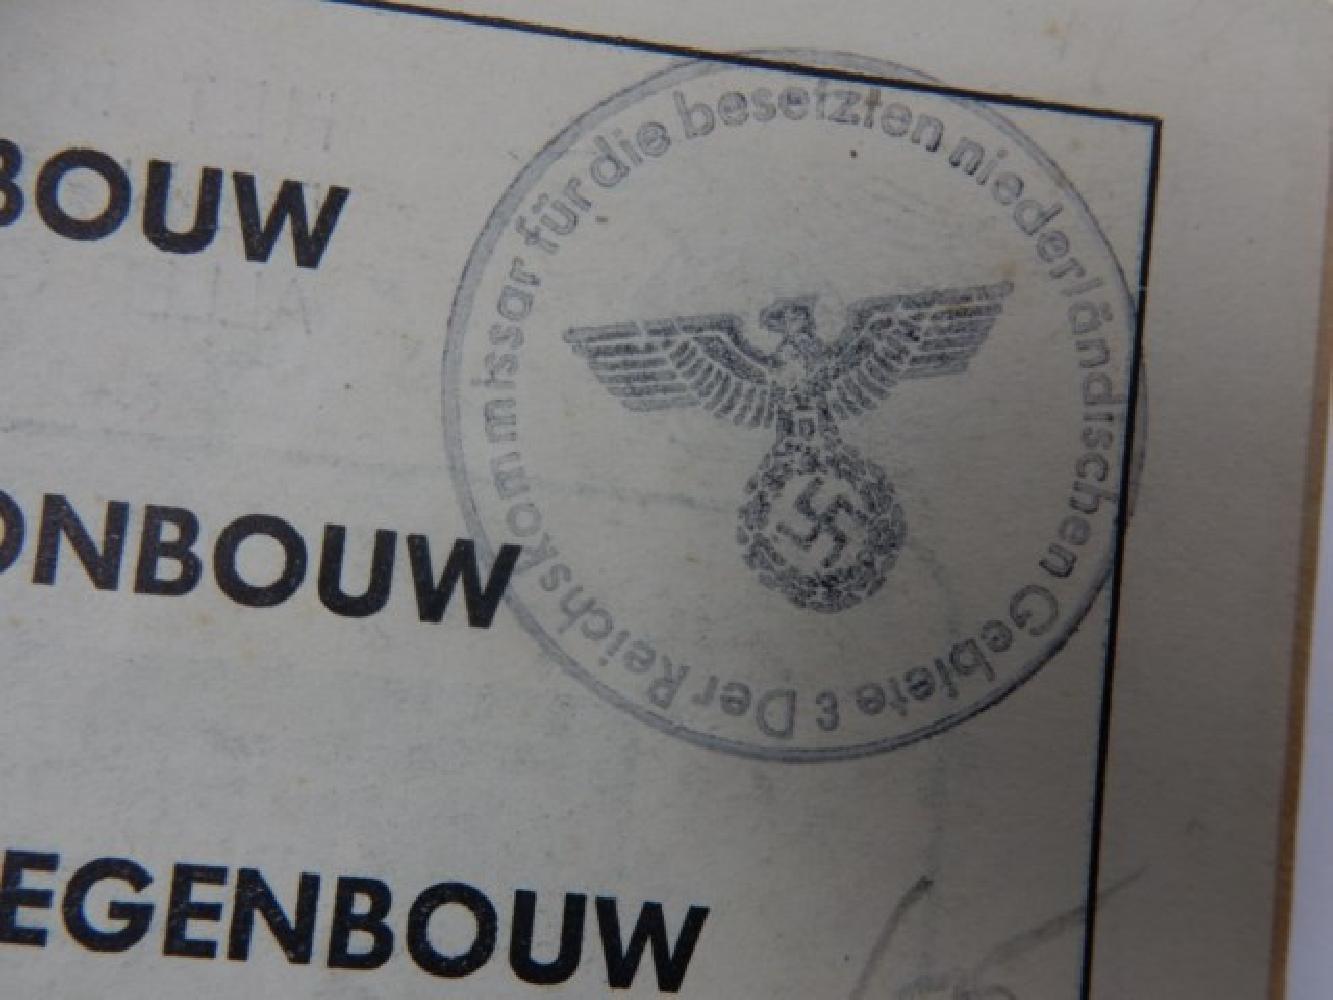 BOUW
ONBOUW
EGENBOUW
Der Reichskommissar für die besetzten niederländischen Gebiete